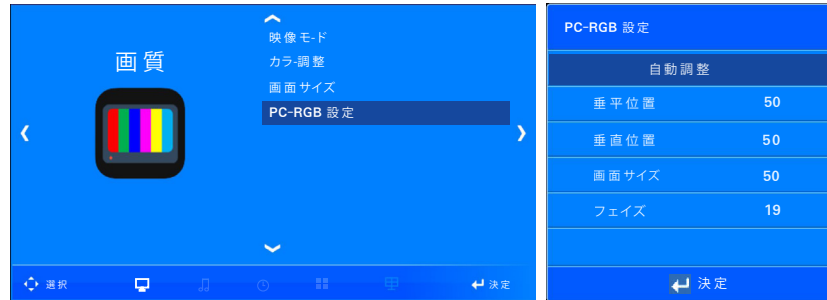 画質
映像モ-ド
カラ-調整
画面サイズ
PC-RGB 設定
選択
決定
PC-RGB 設定
自動調整
垂平位置 50
垂直位置 50
画面サイズ 50
フェイズ 19
決定